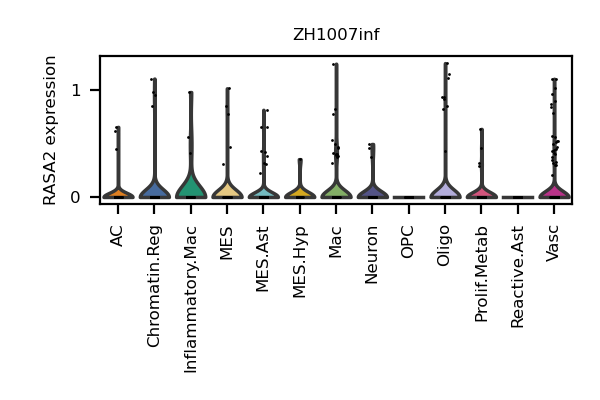 ZH1007inf
RASA2 expression
1
0
AC
Chromatin.Reg
Inflammatory.Mac
MES
MES.Ast
MES.Hyp
Mac
Neuron
OPC
Oligo
Prolif.Metab
Reactive.Ast
Vasc